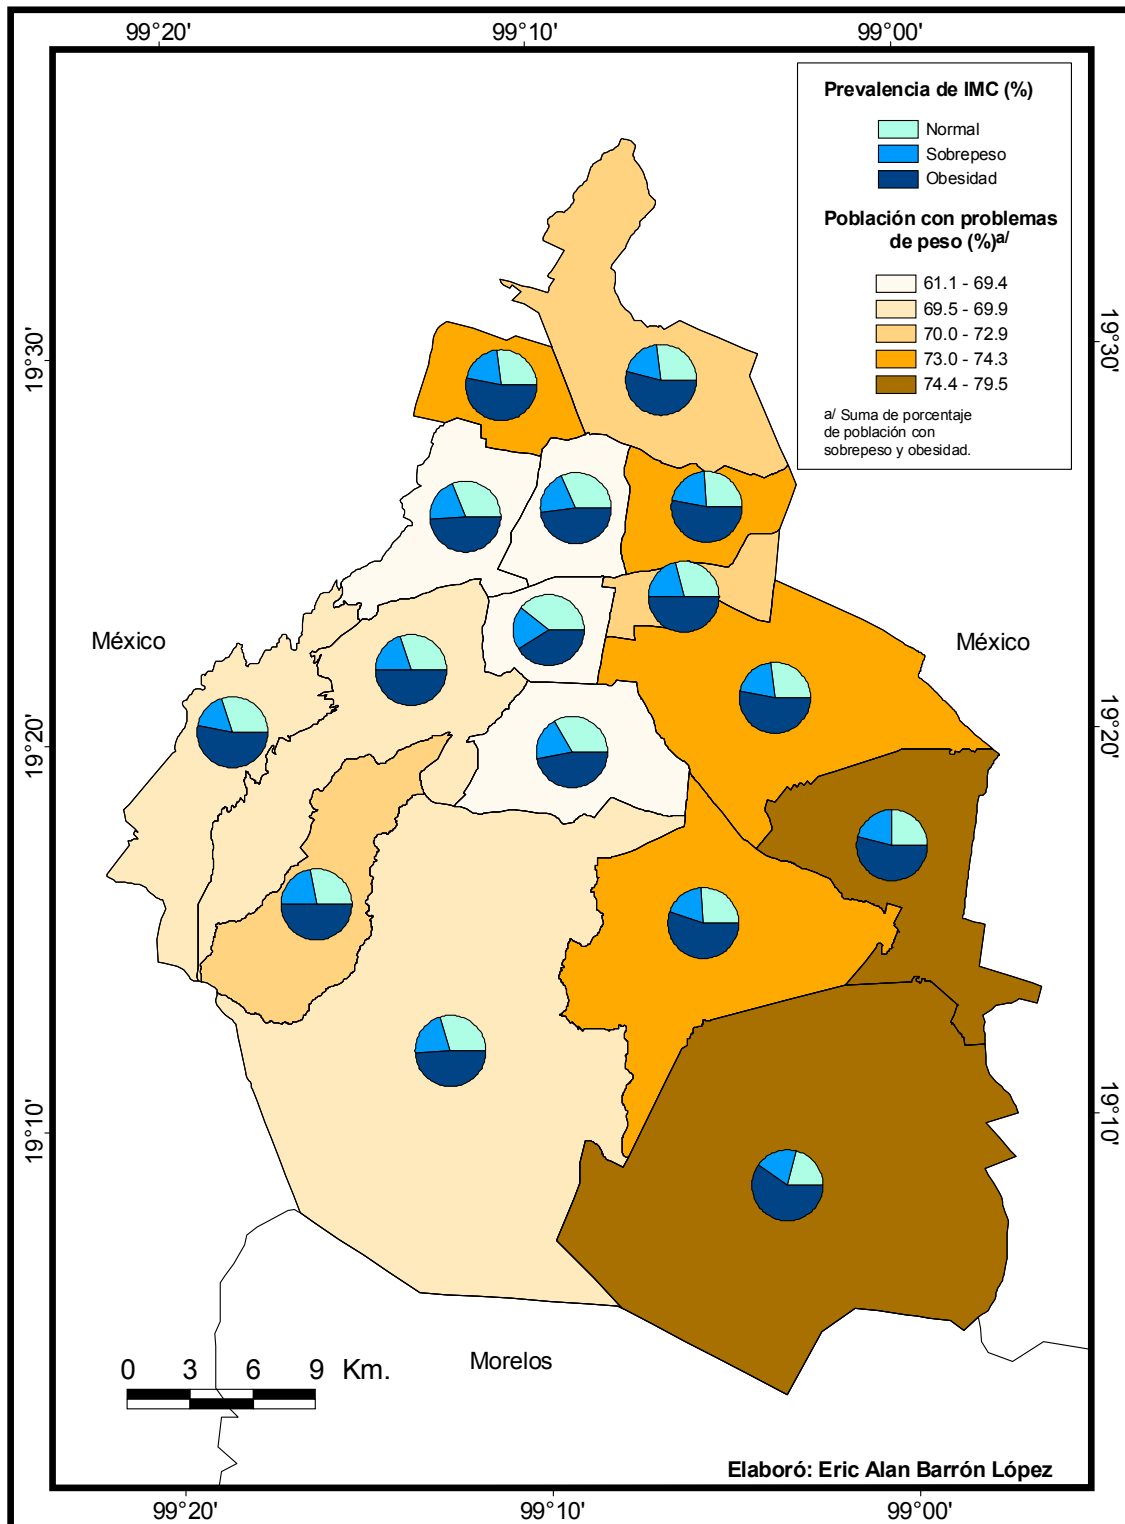 99°20'
99°10'
99°00'
Prevalencia de IMC (%)
Normal
Sobrepeso
Obesidad
Población con problemas
de peso (%)a/
61.1 - 69.4
69.5 - 69.9
70.0 - 72.9
73.0 - 74.3
74.4 - 79.5
a/ Suma de porcentaje
de población con
sobrepeso y obesidad.
19°30'
19°30'
México
México
19°20'
19°20'
19°10'
19°10'
0 3 6 9 Km.
Morelos
Elaboró: Eric Alan Barrón López
99°20'
99°10'
99°00'